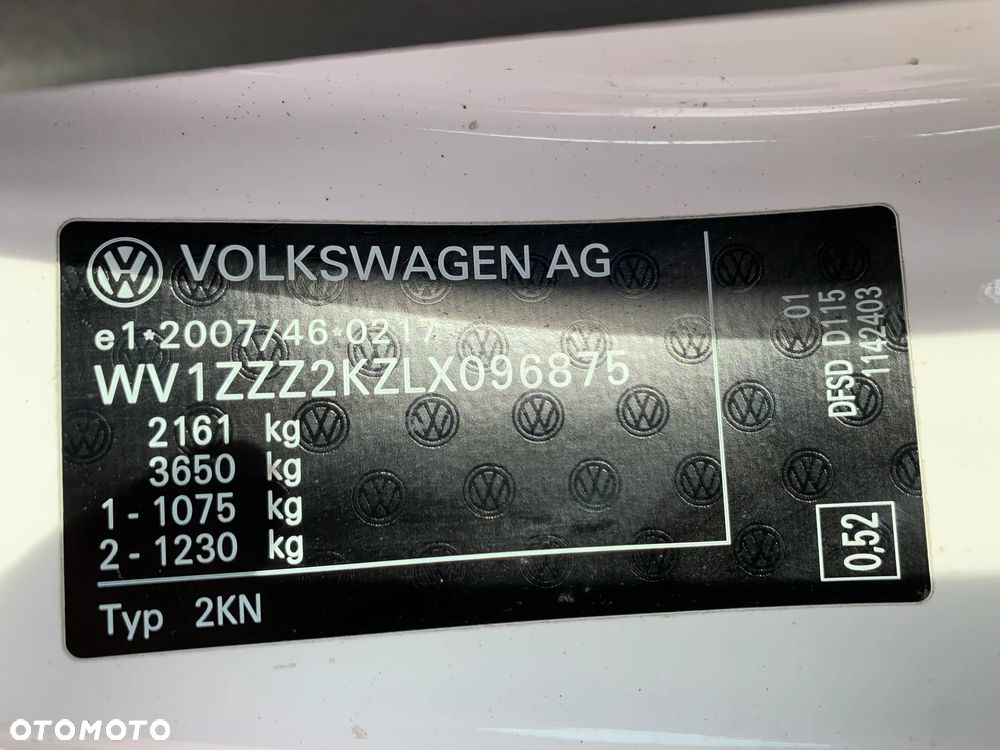 VOLKSWAGEN AG
e1*2007/46*0217
WV1ZZZ2KZLX096875
2161 kg
3650 kg
1 - 1075 kg
2 - 1230 kg
Typ 2KN
01
DFSD D115
1142403
0,52
OTOMOTO